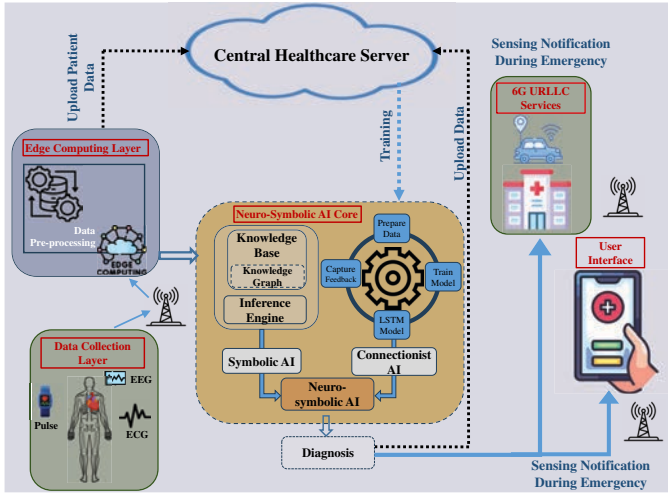 Central Healthcare Server
Upload Patient
Data
Sensing Notification
During Emergency
6G URLLC
Services
Training
Upload Data
Edge Computing Layer
Data
Pre-processing
EDGE
COMPUTING
Neuro-Symbolic AI Core
Knowledge
Base
Knowledge
Graph
Inference
Engine
Prepare
Data
Capture
Feedback
Train
Model
LSTM
Model
Symbolic AI
Connectionist
AI
Neuro-
symbolic AI
Diagnosis
User
Interface
Data Collection
Layer
EEG
Pulse
ECG
Sensing Notification
During Emergency